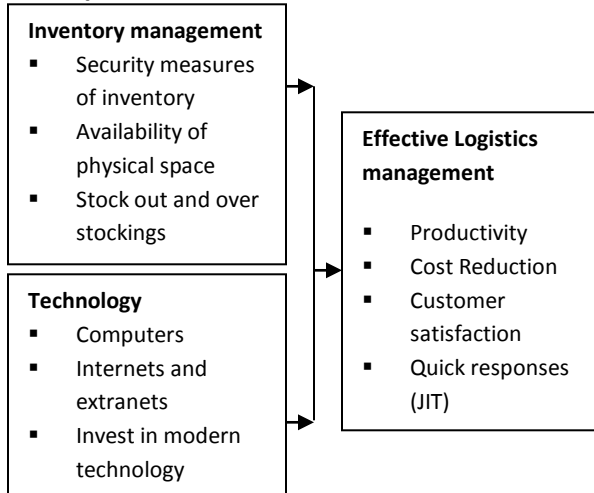 Inventory management
▪ Security measures
of inventory
▪ Availability of
physical space
▪ Stock out and over
stockings
Technology
▪ Computers
▪ Internets and
extranets
▪ Invest in modern
technology
Effective Logistics
management
▪ Productivity
▪ Cost Reduction
▪ Customer
satisfaction
▪ Quick responses
(JIT)